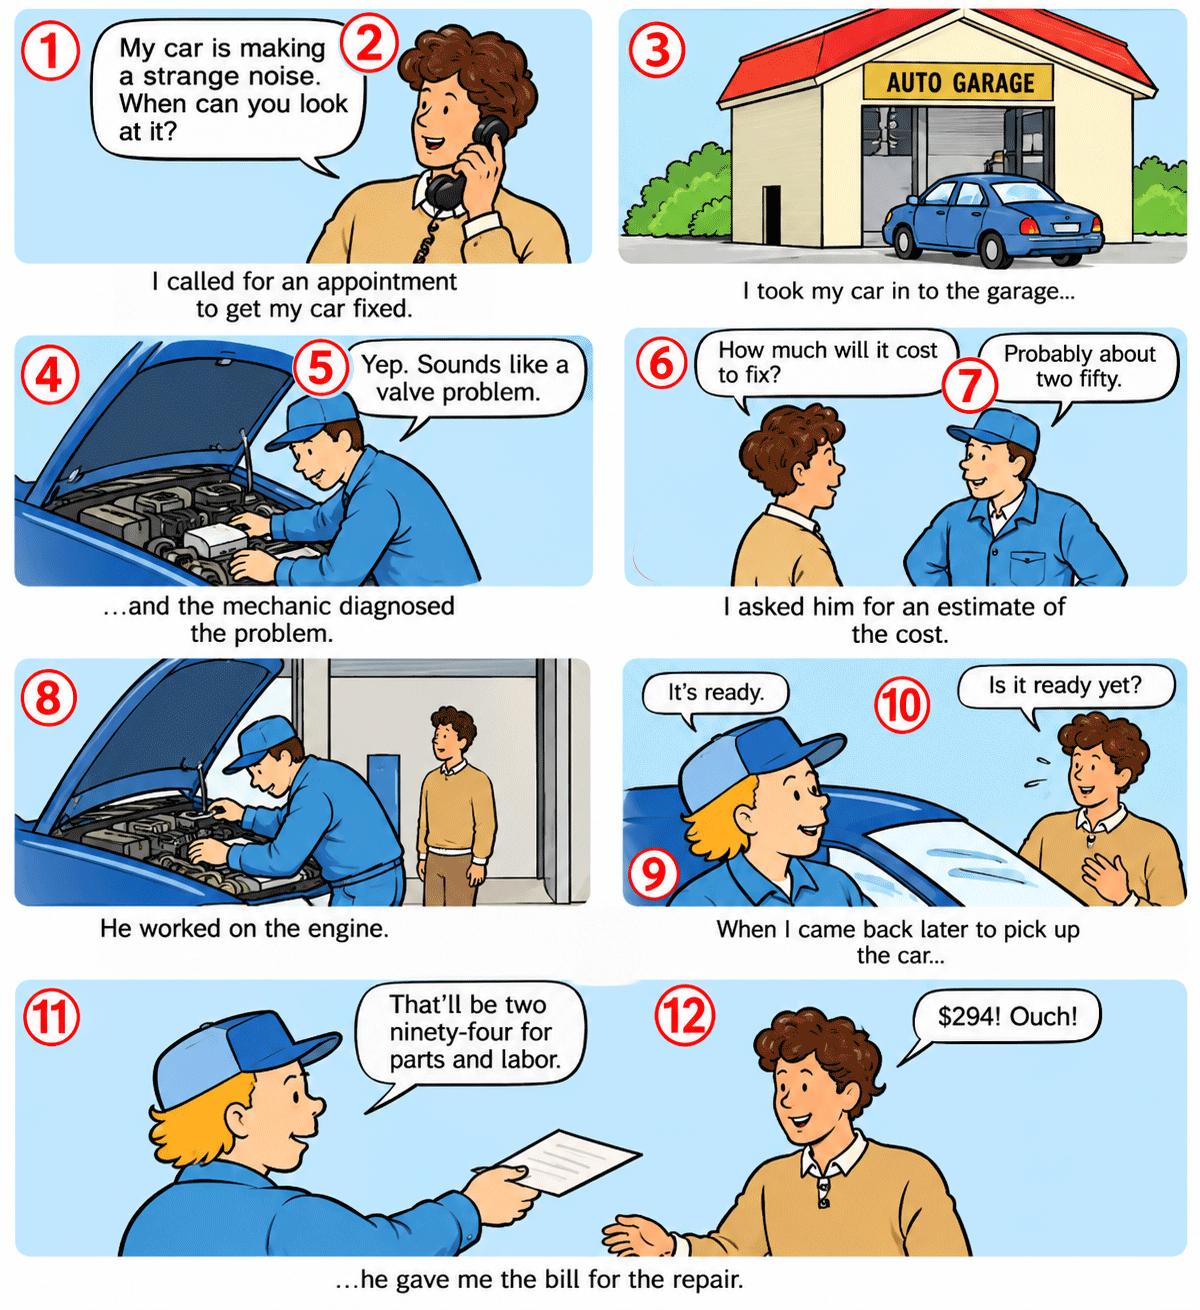 1
My car is making
a strange noise.
When can you look
at it?
2
I called for an appointment
to get my car fixed.
3
AUTO GARAGE
I took my car in to the garage...
4
5
Yep. Sounds like a
valve problem.
...and the mechanic diagnosed
the problem.
6
How much will it cost
to fix?
7
Probably about
two fifty.
I asked him for an estimate of
the cost.
8
He worked on the engine.
It's ready.
10
Is it ready yet?
9
When I came back later to pick up
the car...
11
That'll be two
ninety-four for
parts and labor.
12
$294! Ouch!
...he gave me the bill for the repair.